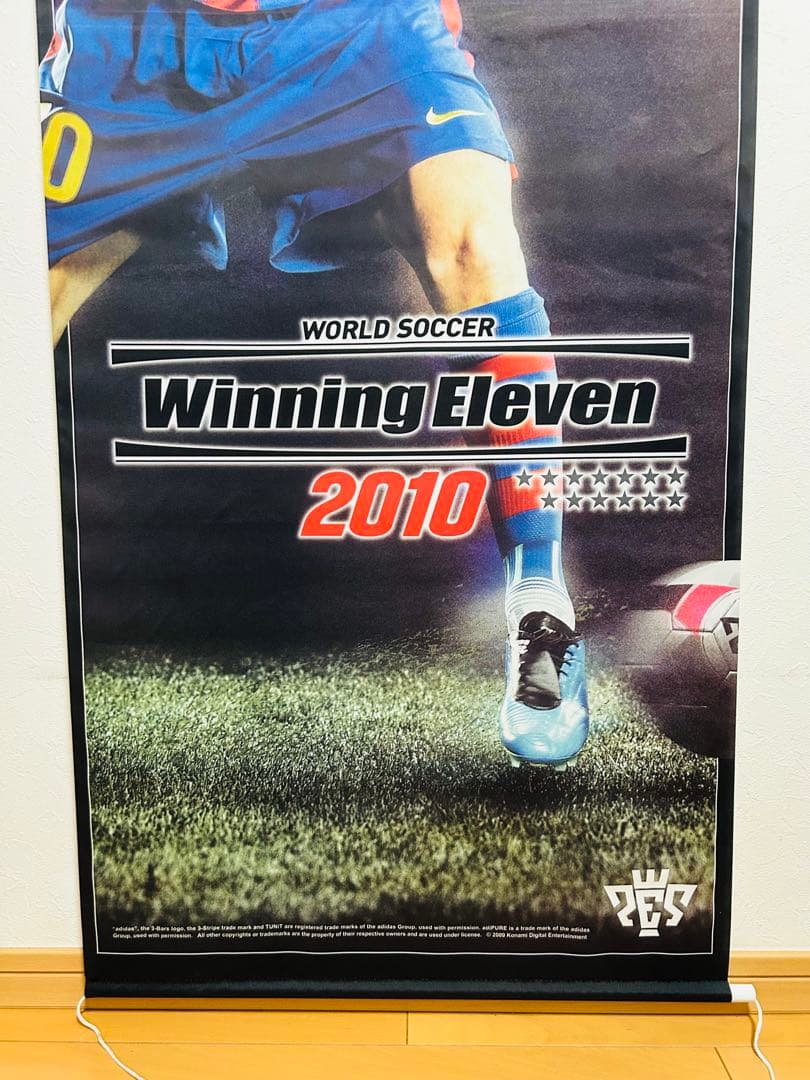 0
WORLD SOCCER
Winning Eleven
2010
PES
"adidas", the 3-Bars logo, the 3-Stripe trade mark and TUNiT are registered trade marks of the adidas Group, used with permission. adiPURE is a trade mark of the adidas
Group, used with permission. All other copyrights or trademarks are the property of their respective owners and are used under license. © 2009 Konami Digital Entertainment